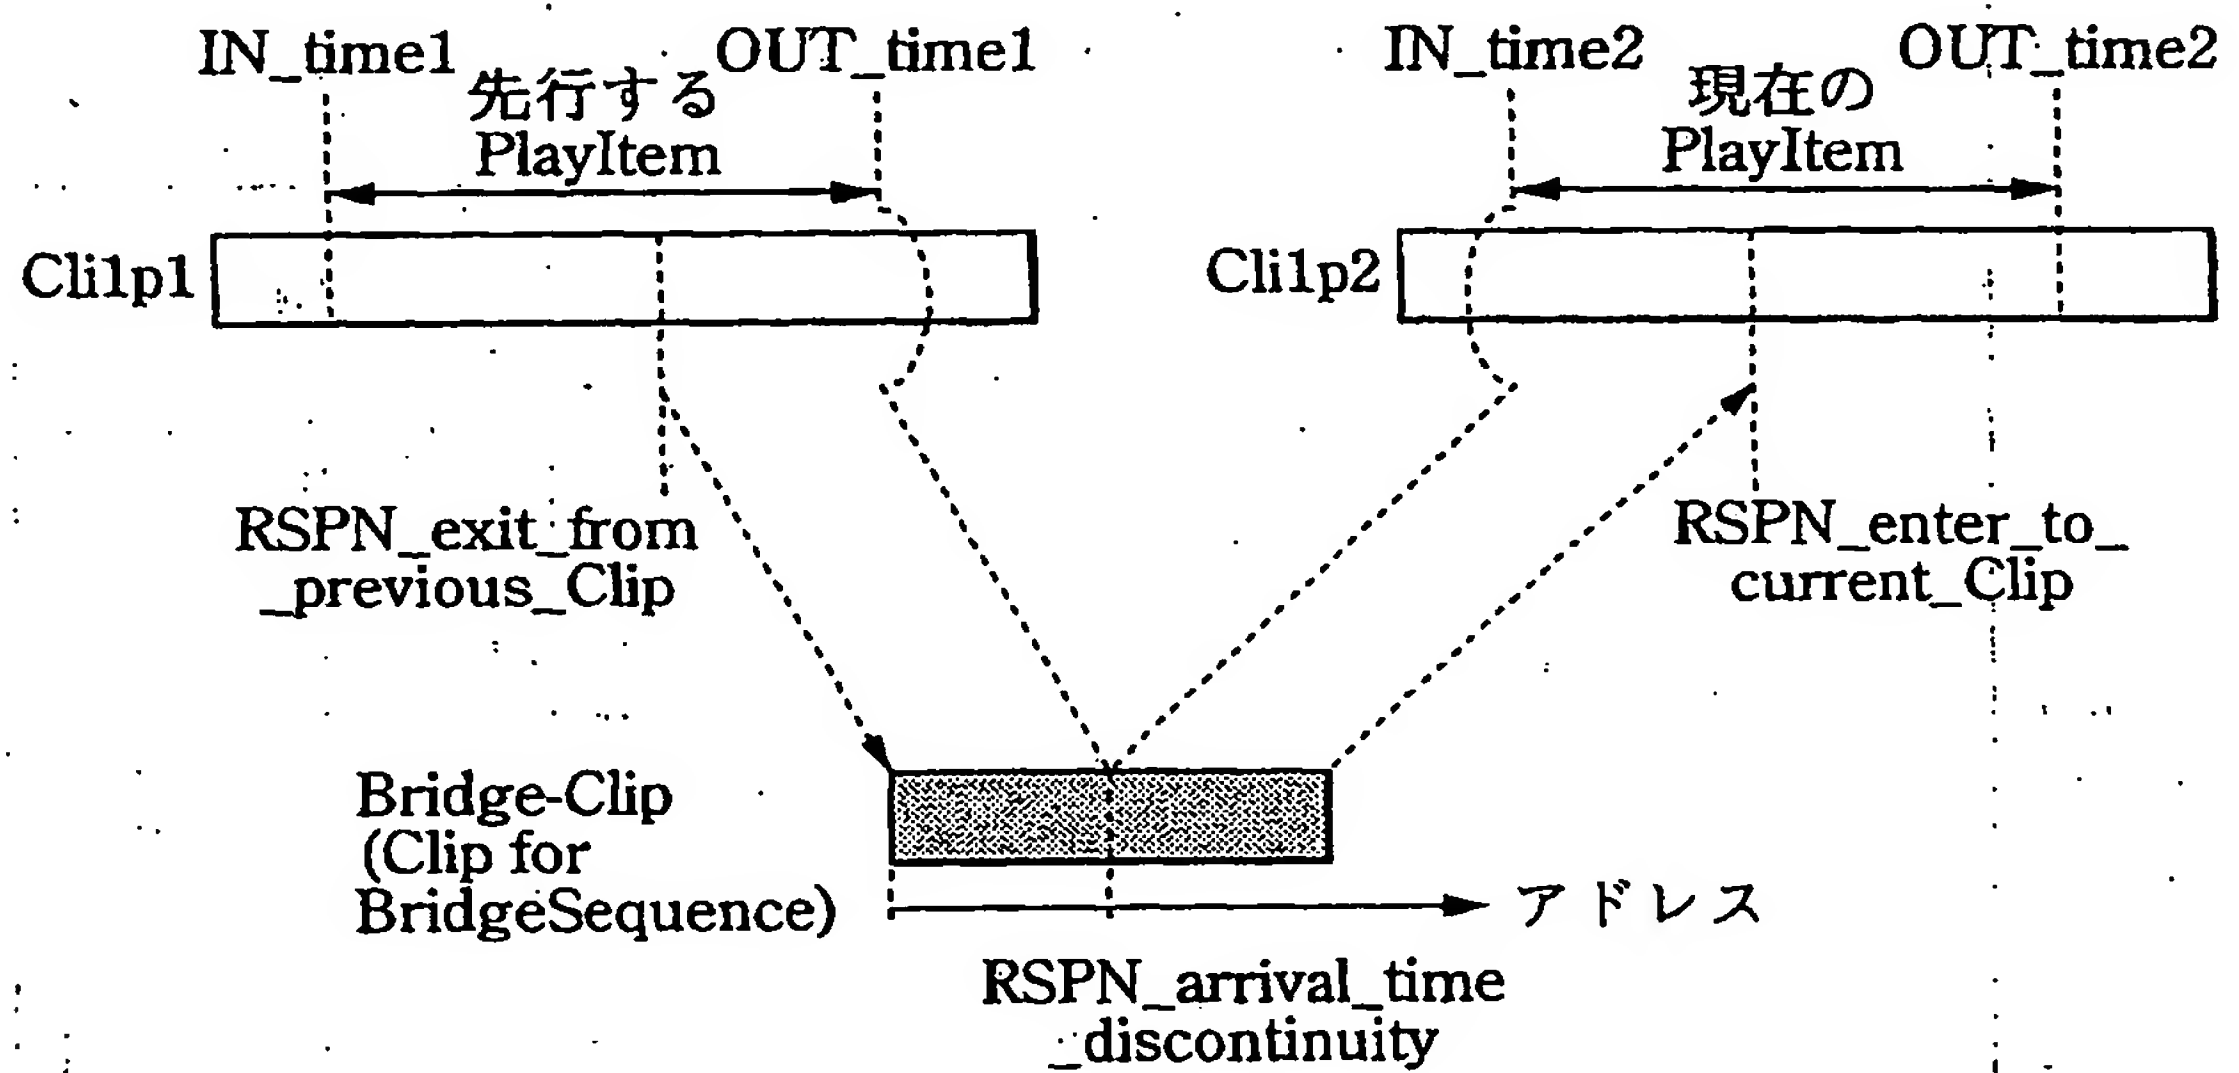 IN_time1
先行する
PlayItem
OUT_time1
IN_time2
現在の
PlayItem
OUT_time2
Cli1p1
Cli1p2
RSPN_exit_from
_previous_Clip
RSPN_enter_to_
current_Clip
Bridge-Clip
(Clip for
BridgeSequence)
アドレス
RSPN_arrival_time
_discontinuity